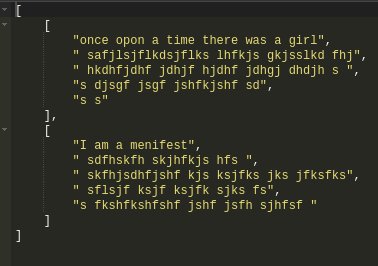 [
[
"once opon a time there was a girl",
" safjlsjflkdsjflks lhfkjs gkjsslkd fhj",
" hkdhfjdhf jdhjf hjdhf jdhgj dhdjh s ",
"s djsgf jsgf jshfkjshf sd",
"s s"
],
[
"I am a menifest",
" sdfhskfh skjhfkjs hfs ",
" skfhjsdhfjshf kjs ksjfks jks jfksfks",
" sflsjf ksjf ksjfk sjks fs",
"s fkshfkshfshf jshf jsfh sjhfsf "
]
]